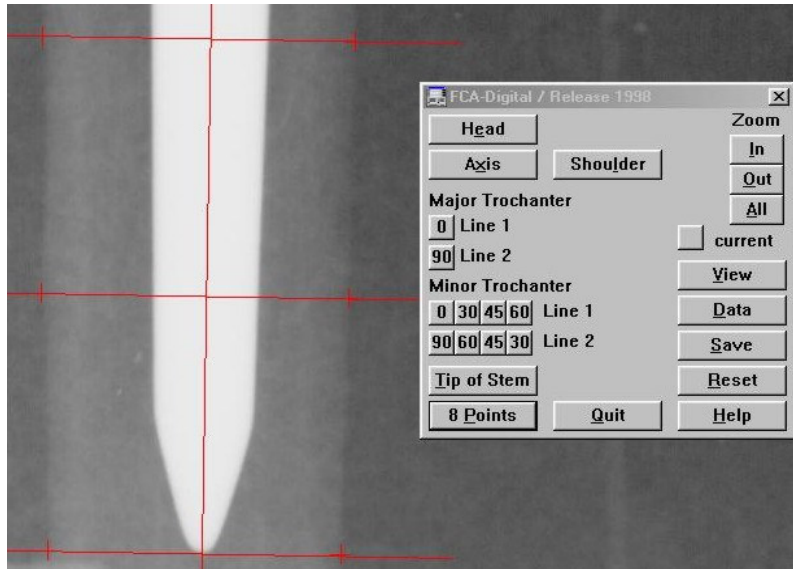 FCA-Digital / Release 1998
Head
Zoom
Axis
Shoulder
In
Out
All
Major Trochanter
0 Line 1
current
90 Line 2
Minor Trochanter
View
0 30 45 60 Line 1
Data
90 60 45 30 Line 2
Save
Tip of Stem
Reset
8 Points
Quit
Help